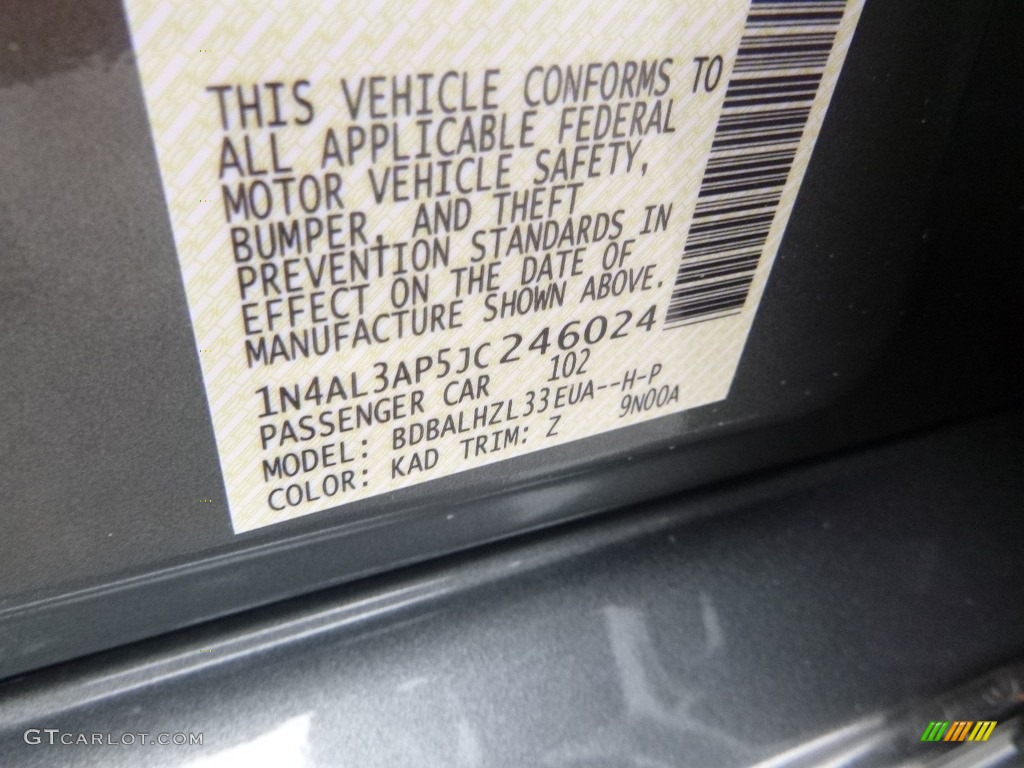 THIS VEHICLE CONFORMS TO
ALL APPLICABLE FEDERAL
MOTOR VEHICLE SAFETY,
BUMPER, AND THEFT
PREVENTION STANDARDS IN
EFFECT ON THE DATE OF
MANUFACTURE SHOWN ABOVE.
1N4AL3AP5JC246024
PASSENGER CAR 102
MODEL: BDBALHZL33EUA--H-P
COLOR: KAD TRIM: Z 9N00A
GTCARLOT.COM